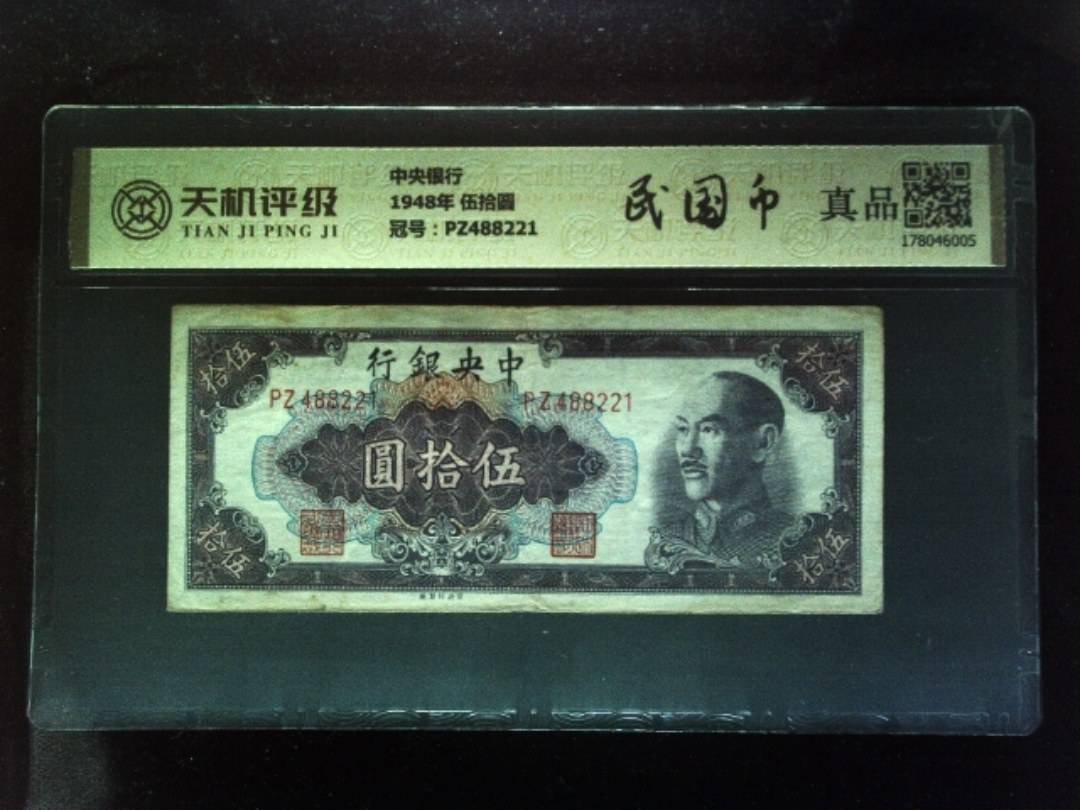 天机评级
TIAN JI PING JI
中央银行
1948年 伍拾圆
冠号：PZ488221
民国币
真品
178046005
行銀央中
PZ488221
PZ488221
圓拾伍
拾伍
拾伍
拾伍
拾伍